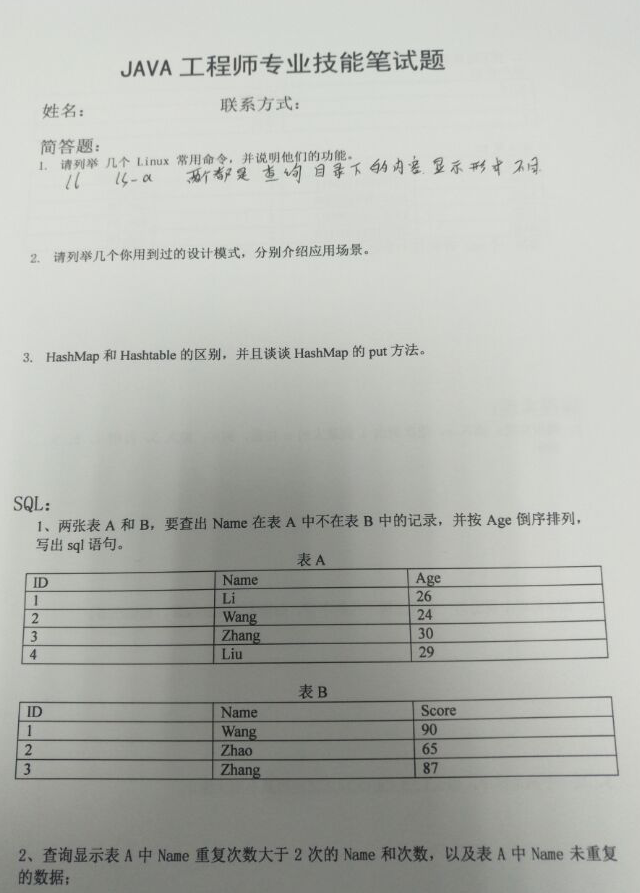 JAVA 工程师专业技能笔试题
姓名： 联系方式：
简答题：
1. 请列举 几个 Linux 常用命令，并说明他们的功能。
ll ls-a 两个都是 查询 目录下的内容 显示形式不同
2. 请列举几个你用到过的设计模式，分别介绍应用场景。
3. HashMap 和 Hashtable 的区别，并且谈谈 HashMap 的 put 方法。
SQL：
1、两张表 A 和 B，要查出 Name 在表 A 中不在表 B 中的记录，并按 Age 倒序排列，
写出 sql 语句。
表 A
ID Name Age
1 Li 26
2 Wang 24
3 Zhang 30
4 Liu 29
表 B
ID Name Score
1 Wang 90
2 Zhao 65
3 Zhang 87
2、查询显示表 A 中 Name 重复次数大于 2 次的 Name 和次数，以及表 A 中 Name 未重复
的数据；